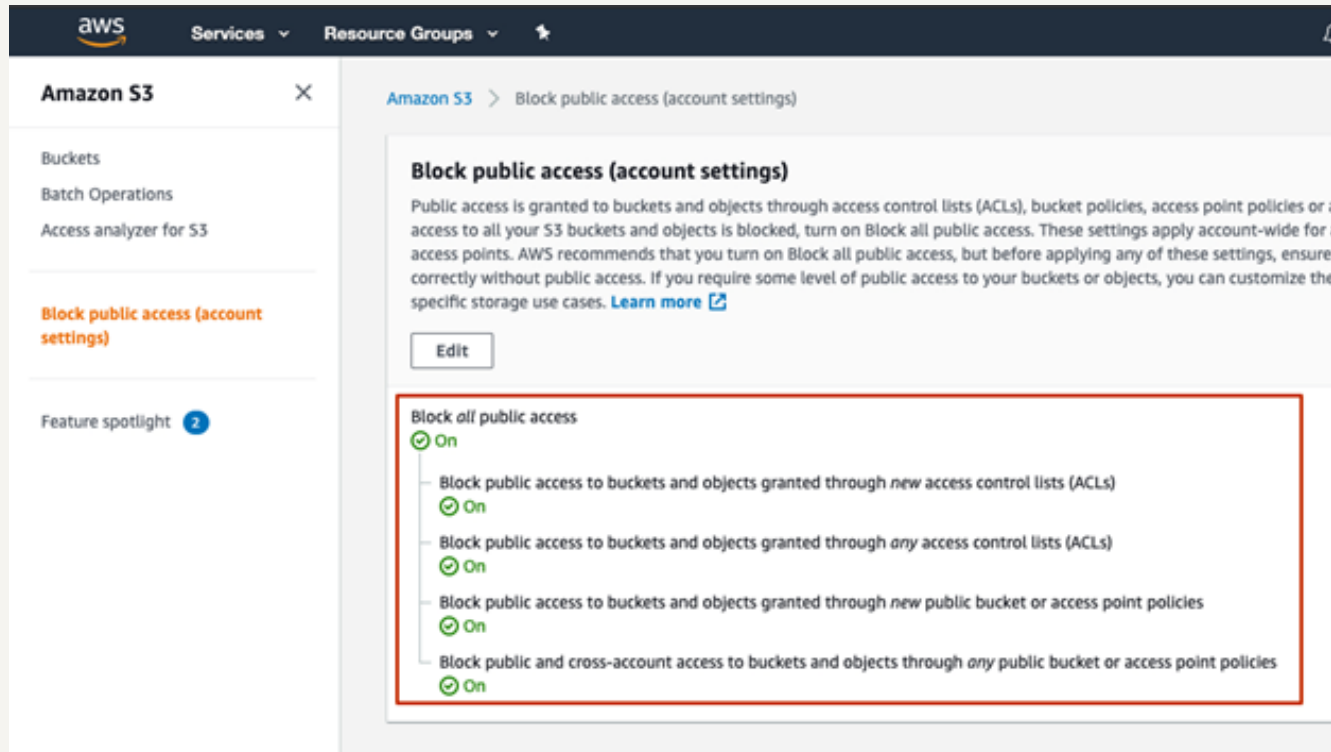 aws Services Resource Groups
Amazon S3
Buckets
Batch Operations
Access analyzer for S3
Block public access (account
settings)
Feature spotlight 2
Amazon S3 > Block public access (account settings)
Block public access (account settings)
Public access is granted to buckets and objects through access control lists (ACLs), bucket policies, access point policies or
access to all your S3 buckets and objects is blocked, turn on Block all public access. These settings apply account-wide for
access points. AWS recommends that you turn on Block all public access, but before applying any of these settings, ensure
correctly without public access. If you require some level of public access to your buckets or objects, you can customize the
specific storage use cases. Learn more
Edit
Block all public access
On
Block public access to buckets and objects granted through new access control lists (ACLs)
On
Block public access to buckets and objects granted through any access control lists (ACLs)
On
Block public access to buckets and objects granted through new public bucket or access point policies
On
Block public and cross-account access to buckets and objects through any public bucket or access point policies
On